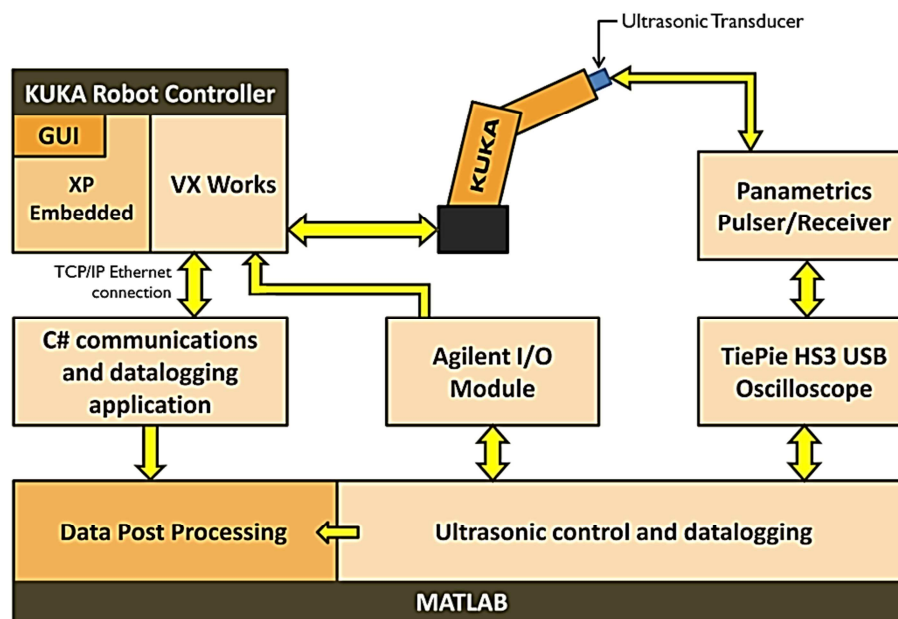 Ultrasonic Transducer
KUKA Robot Controller
GUI
XP
Embedded
VX Works
KUKA
Panametrics
Pulser/Receiver
TCP/IP Ethernet
connection
C# communications
and datalogging
application
Agilent I/O
Module
TiePie HS3 USB
Oscilloscope
Data Post Processing
Ultrasonic control and datalogging
MATLAB